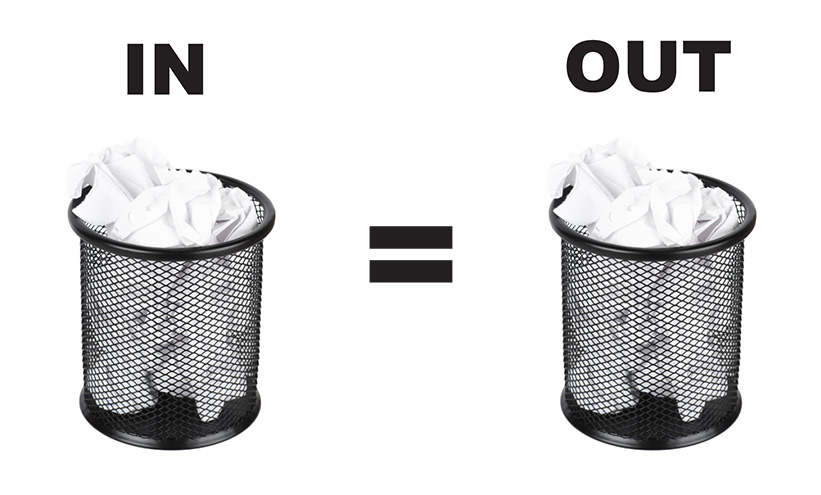 IN
OUT
=